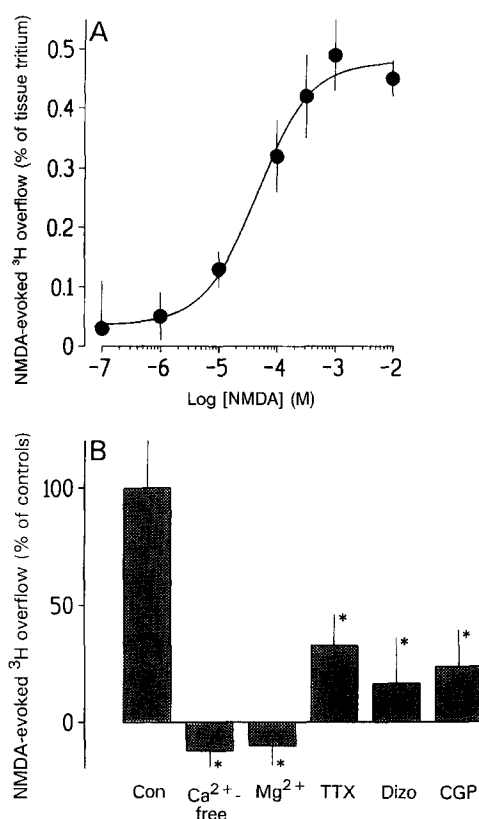 A
NMDA-evoked ³H overflow (% of tissue tritium)
0.5
0.4
0.3
0.2
0.1
0
−7
−6
−5
−4
−3
−2
Log [NMDA] (M)
B
NMDA-evoked ³H overflow (% of controls)
100
50
0
*
*
*
*
*
Con
Ca²⁺-
free
Mg²⁺
TTX
Dizo
CGP